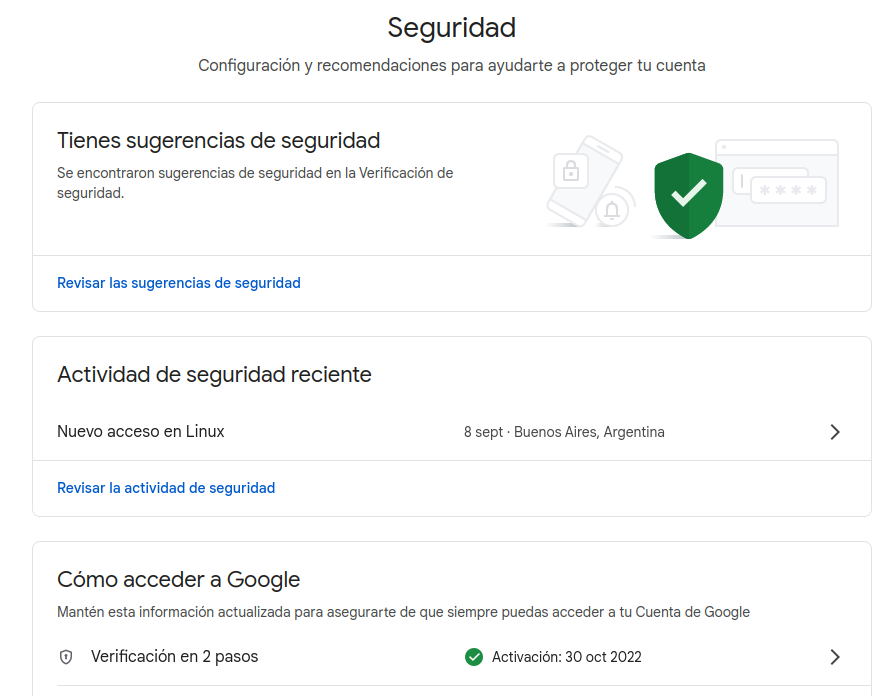 Seguridad
Configuración y recomendaciones para ayudarte a proteger tu cuenta
Tienes sugerencias de seguridad
Se encontraron sugerencias de seguridad en la Verificación de
seguridad.
****
Revisar las sugerencias de seguridad
Actividad de seguridad reciente
Nuevo acceso en Linux 8 sept · Buenos Aires, Argentina
Revisar la actividad de seguridad
Cómo acceder a Google
Mantén esta información actualizada para asegurarte de que siempre puedas acceder a tu Cuenta de Google
Verificación en 2 pasos Activación: 30 oct 2022